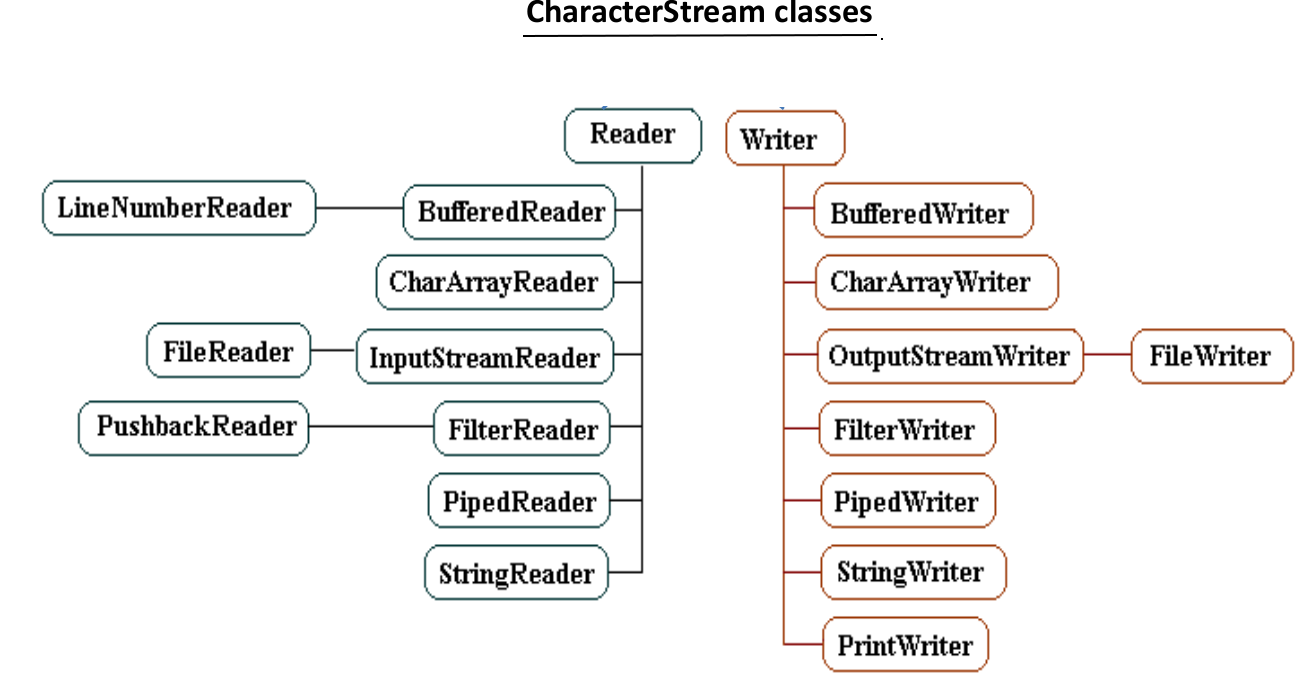 CharacterStream classes
Reader
Writer
LineNumberReader
BufferedReader
BufferedWriter
CharArrayReader
CharArrayWriter
FileReader
InputStreamReader
OutputStreamWriter
FileWriter
PushbackReader
FilterReader
FilterWriter
PipedReader
PipedWriter
StringReader
StringWriter
PrintWriter